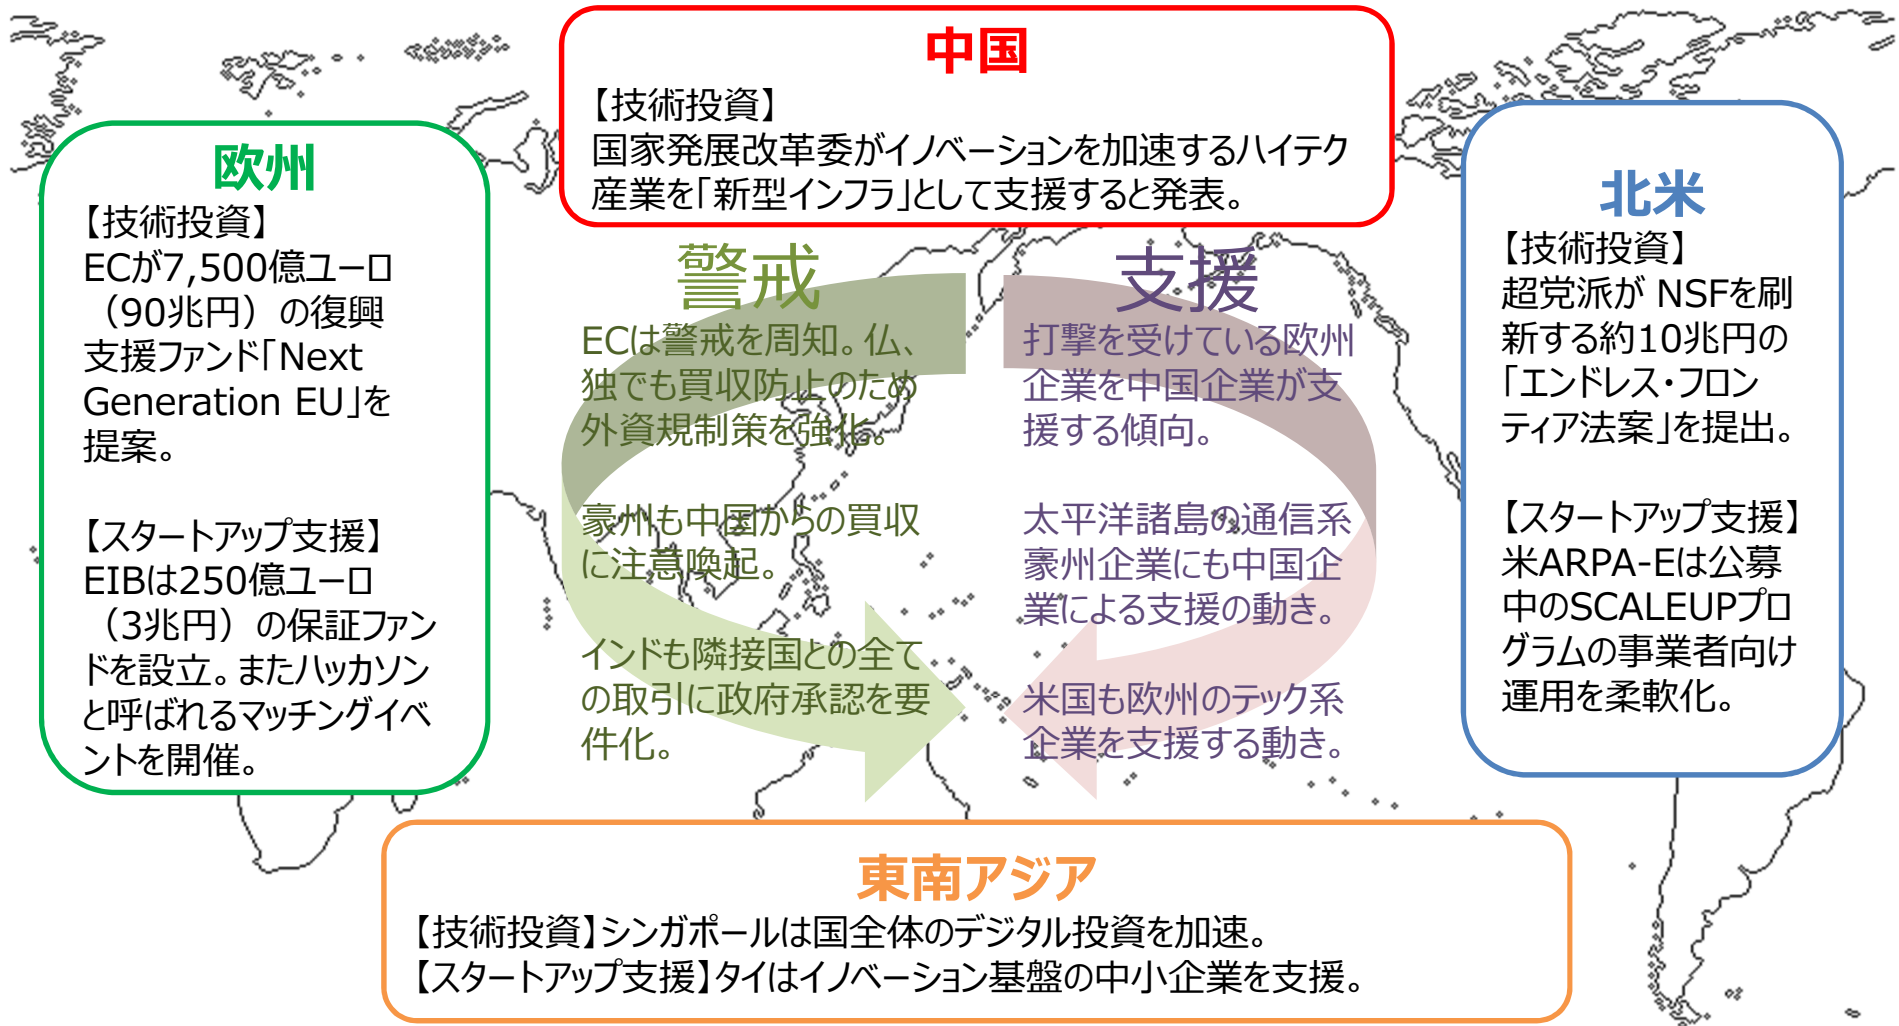 中国
【技術投資】
国家発展改革委がイノベーションを加速するハイテク
産業を「新型インフラ」として支援すると発表。
欧州
【技術投資】
ECが7,500億ユーロ
（90兆円）の復興
支援ファンド「Next
Generation EU」を
提案。
【スタートアップ支援】
EIBは250億ユーロ
（3兆円）の保証ファン
ドを設立。またハッカソン
と呼ばれるマッチングイベ
ントを開催。
警戒
ECは警戒を周知。仏、
独でも買収防止のため
外資規制策を強化。
豪州も中国からの買収
に注意喚起。
インドも隣接国との全て
の取引に政府承認を要
件化。
支援
打撃を受けている欧州
企業を中国企業が支
援する傾向。
太平洋諸島の通信系
豪州企業にも中国企
業による支援の動き。
米国も欧州のテック系
企業を支援する動き。
北米
【技術投資】
超党派が NSFを刷
新する約10兆円の
「エンドレス・フロン
ティア法案」を提出。
【スタートアップ支援】
米ARPA-Eは公募
中のSCALEUPプロ
グラムの事業者向け
運用を柔軟化。
東南アジア
【技術投資】シンガポールは国全体のデジタル投資を加速。
【スタートアップ支援】タイはイノベーション基盤の中小企業を支援。